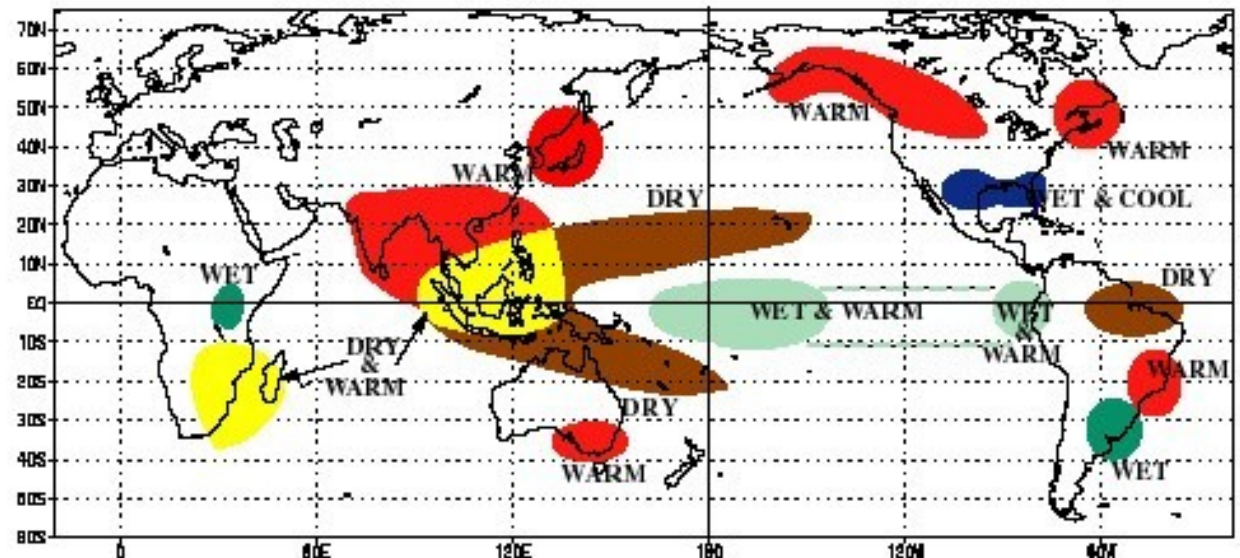 70N
60N
50N
WARM
40N
WARM
WARM
30N
DRY
WET & COOL
20N
10N
WET
DRY
EQ
WET & WARM
WET
&
WARM
10S
DRY
&
WARM
WARM
20S
DRY
30S
40S
WARM
WET
50S
60S
0
60E
120E
180
120W
60W